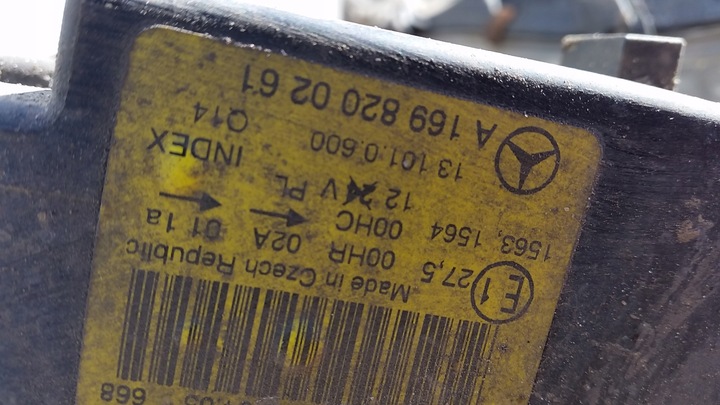 A 169 820 02 61
13 101.0.600 Q14
INDEX
1563, 1564 12 V PL
00HC → →
27,5 00HR 02A 01 1a
E1
Made in Czech Republic
668